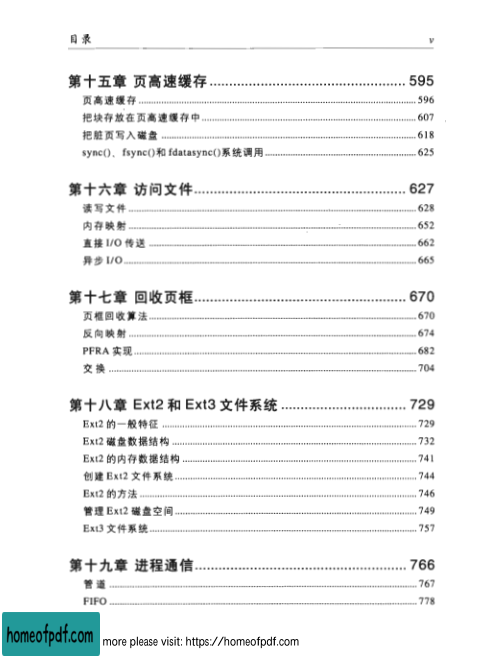 目录 v
第十五章 页高速缓存 ........ 595
页高速缓存 ........ 596
把块存放在页高速缓存中 ........ 607
把脏页写入磁盘 ........ 618
sync()、fsync()和 fdatasync()系统调用 ........ 625
第十六章 访问文件 ........ 627
读写文件 ........ 628
内存映射 ........ 652
直接 I/O 传送 ........ 662
异步 I/O ........ 665
第十七章 回收页框 ........ 670
页框回收算法 ........ 670
反向映射 ........ 674
PFRA 实现 ........ 682
交换 ........ 704
第十八章 Ext2 和 Ext3 文件系统 ........ 729
Ext2 的一般特征 ........ 729
Ext2 磁盘数据结构 ........ 732
Ext2 的内存数据结构 ........ 741
创建 Ext2 文件系统 ........ 744
Ext2 的方法 ........ 746
管理 Ext2 磁盘空间 ........ 749
Ext3 文件系统 ........ 757
第十九章 进程通信 ........ 766
管道 ........ 767
FIFO ........ 778
homeofpdf.com more please visit: https://homeofpdf.com